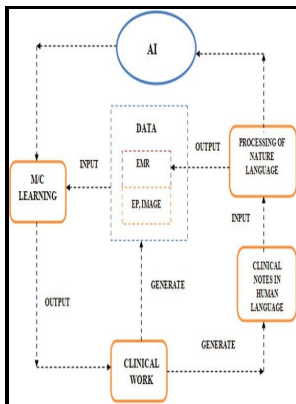 AI
DATA
OUTPUT
PROCESSING OF
NATURE
LANGUAGE
EMR
INPUT
M/C
LEARNING
EP, IMAGE
INPUT
CLINICAL
NOTES IN
HUMAN
LANGUAGE
GENERATE
OUTPUT
GENERATE
CLINICAL
WORK